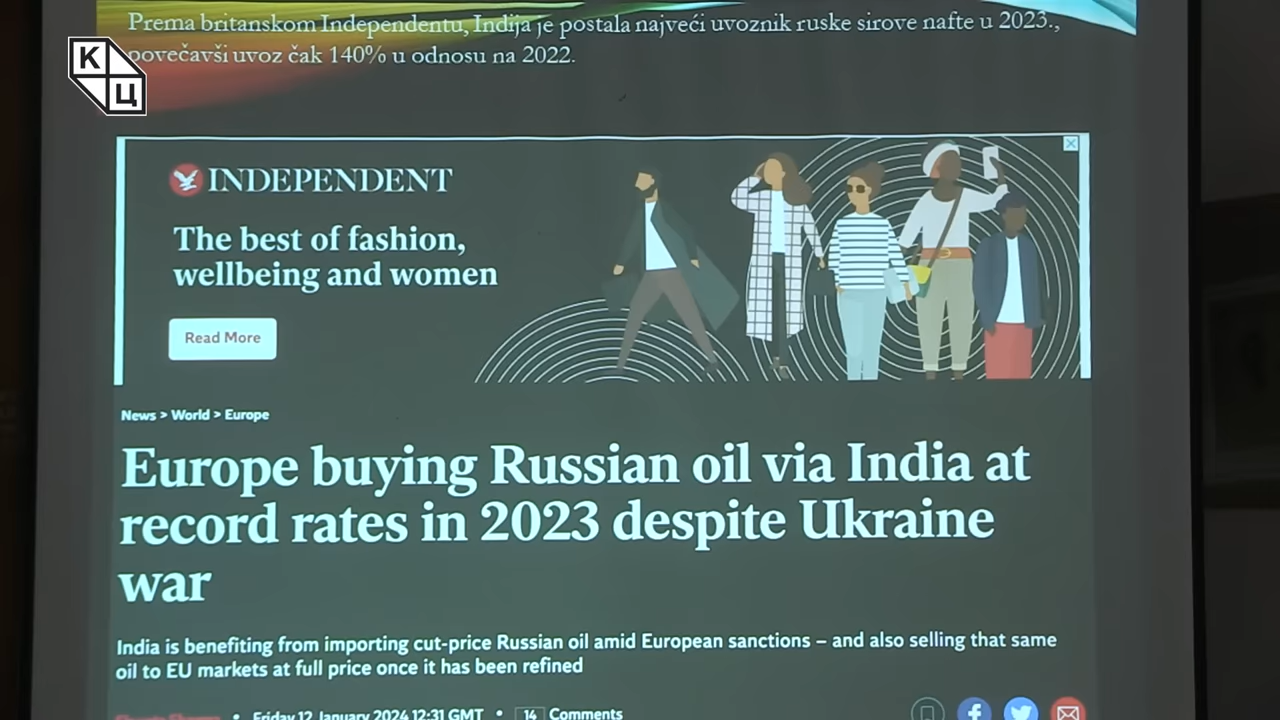 Prema britanskom Independentu, Indija je postala najveći uvoznik ruske sirove nafte u 2023.,
povečavši uvoz čak 140% u odnosu na 2022.
К
Ц
INDEPENDENT
The best of fashion,
wellbeing and women
Read More
News > World > Europe
Europe buying Russian oil via India at
record rates in 2023 despite Ukraine
war
India is benefiting from importing cut-price Russian oil amid European sanctions – and also selling that same
oil to EU markets at full price once it has been refined
• Friday 12 January 2024 12:31 GMT • 14 Comments